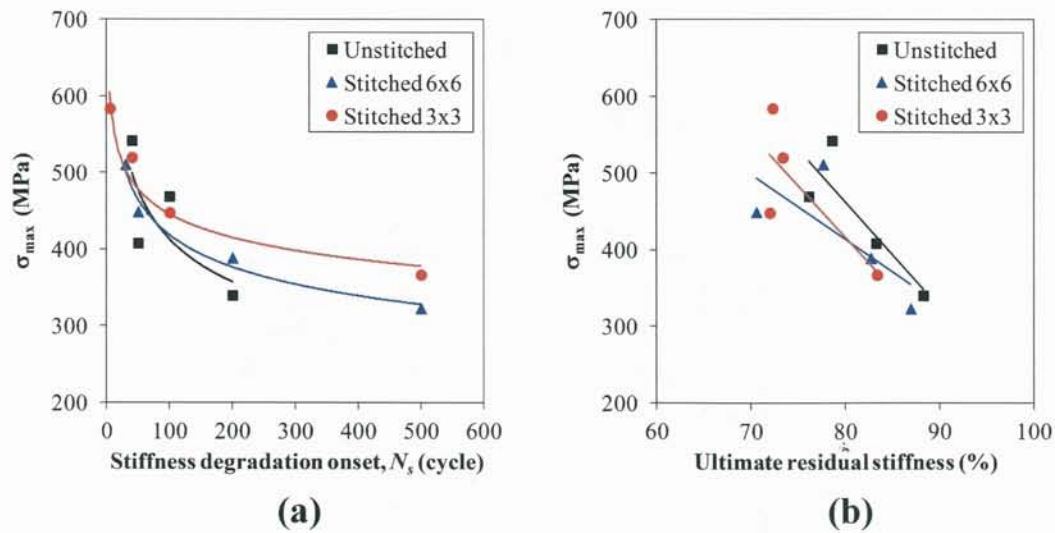 700
600
500
400
300
200
σmax (MPa)
Unstitched
Stitched 6x6
Stitched 3x3
0 100 200 300 400 500 600
Stiffness degradation onset, Ns (cycle)
(a)
700
600
500
400
300
200
σmax (MPa)
Unstitched
Stitched 6x6
Stitched 3x3
60 70 80 90 100
Ultimate residual stiffness (%)
(b)